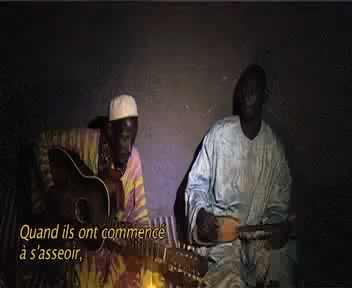 Quand ils ont commencé
à s'asseoir,